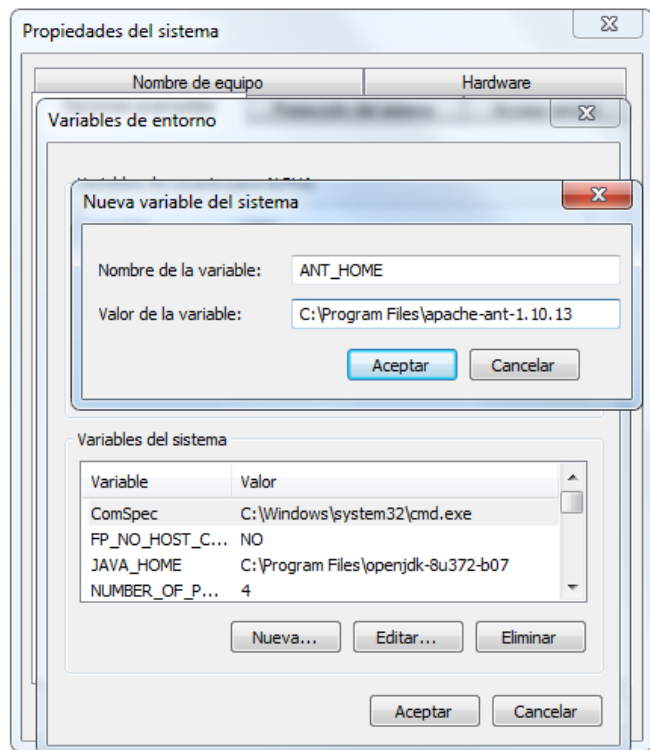 Propiedades del sistema
Nombre de equipo Hardware
Variables de entorno
Nueva variable del sistema
Nombre de la variable: ANT_HOME
Valor de la variable: C:\Program Files\apache-ant-1.10.13
Aceptar Cancelar
Variables del sistema
Variable Valor
ComSpec C:\Windows\system32\cmd.exe
FP_NO_HOST_C... NO
JAVA_HOME C:\Program Files\openjdk-8u372-b07
NUMBER_OF_P... 4
Nueva... Editar... Eliminar
Aceptar Cancelar